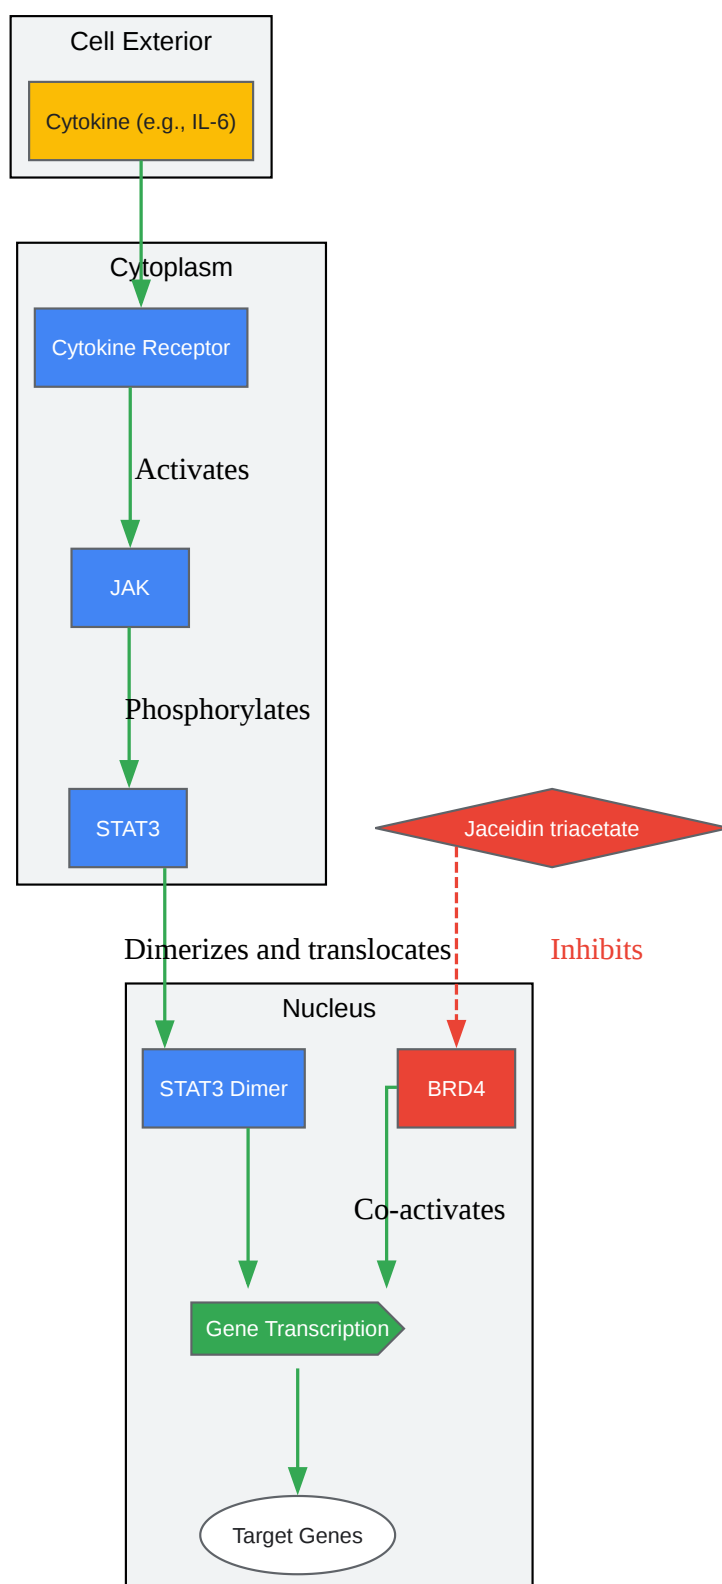 Cell Exterior
Cytokine (e.g., IL-6)
Cytoplasm
Cytokine Receptor
Activates
JAK
Phosphorylates
STAT3
Jaceidin triacetate
Dimerizes and translocates
Inhibits
Nucleus
STAT3 Dimer
BRD4
Co-activates
Gene Transcription
Target Genes